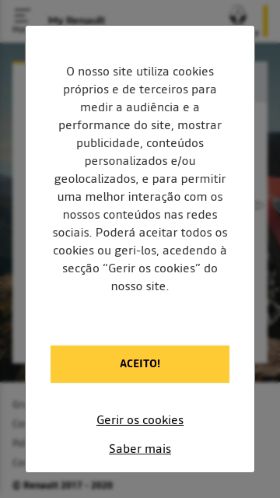 My Renault
O nosso site utiliza cookies
próprios e de terceiros para
medir a audiência e a
performance do site, mostrar
publicidade, conteúdos
personalizados e/ou
geolocalizados, e para permitir
uma melhor interação com os
nossos conteúdos nas redes
sociais. Poderá aceitar todos os
cookies ou geri-los, acedendo à
secção “Gerir os cookies” do
nosso site.
ACEITO!
Gerir os cookies
Saber mais
© Renault 2017 - 2020